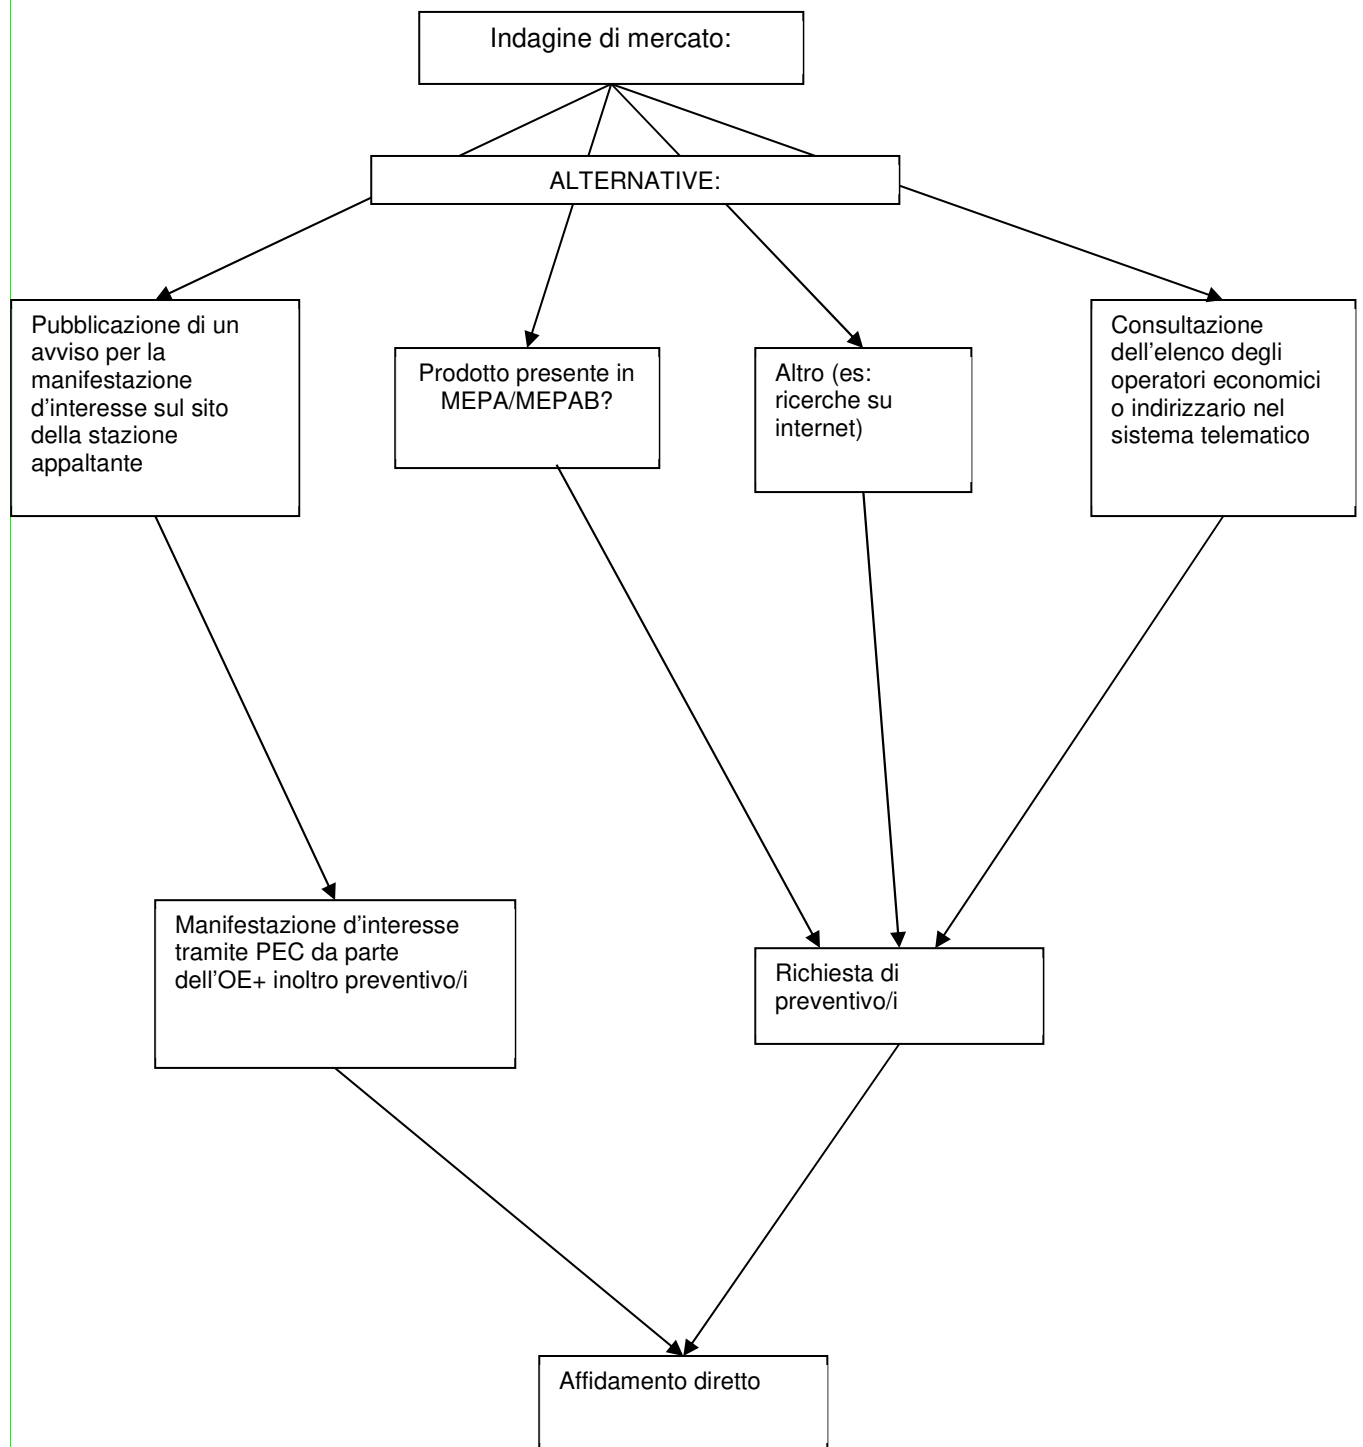 Indagine di mercato:
ALTERNATIVE:
Pubblicazione di un
avviso per la
manifestazione
d’interesse sul sito
della stazione
appaltante
Prodotto presente in
MEPA/MEPAB?
Altro (es:
ricerche su
internet)
Consultazione
dell’elenco degli
operatori economici
o indirizzario nel
sistema telematico
Manifestazione d’interesse
tramite PEC da parte
dell’OE+ inoltro preventivo/i
Richiesta di
preventivo/i
Affidamento diretto